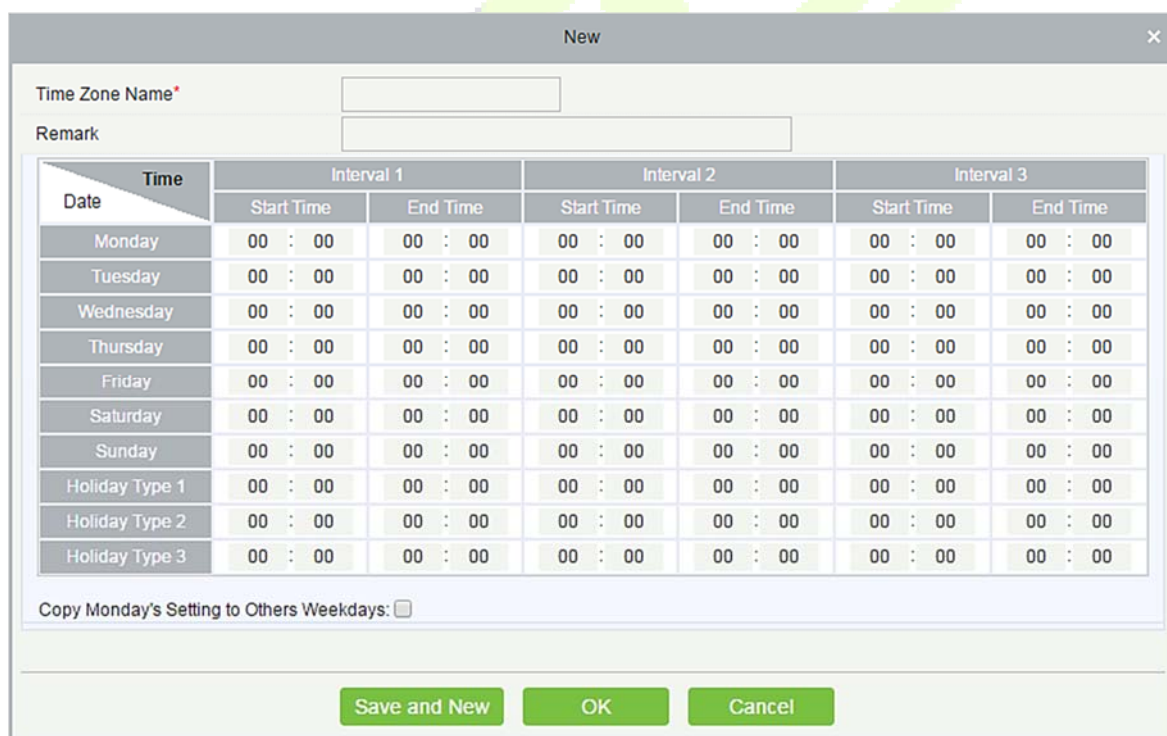 New ×
Time Zone Name*
Remark
Time Interval 1 Interval 2 Interval 3
Date Start Time End Time Start Time End Time Start Time End Time
Monday 00 : 00 00 : 00 00 : 00 00 : 00 00 : 00 00 : 00
Tuesday 00 : 00 00 : 00 00 : 00 00 : 00 00 : 00 00 : 00
Wednesday 00 : 00 00 : 00 00 : 00 00 : 00 00 : 00 00 : 00
Thursday 00 : 00 00 : 00 00 : 00 00 : 00 00 : 00 00 : 00
Friday 00 : 00 00 : 00 00 : 00 00 : 00 00 : 00 00 : 00
Saturday 00 : 00 00 : 00 00 : 00 00 : 00 00 : 00 00 : 00
Sunday 00 : 00 00 : 00 00 : 00 00 : 00 00 : 00 00 : 00
Holiday Type 1 00 : 00 00 : 00 00 : 00 00 : 00 00 : 00 00 : 00
Holiday Type 2 00 : 00 00 : 00 00 : 00 00 : 00 00 : 00 00 : 00
Holiday Type 3 00 : 00 00 : 00 00 : 00 00 : 00 00 : 00 00 : 00
Copy Monday's Setting to Others Weekdays:
Save and New OK Cancel